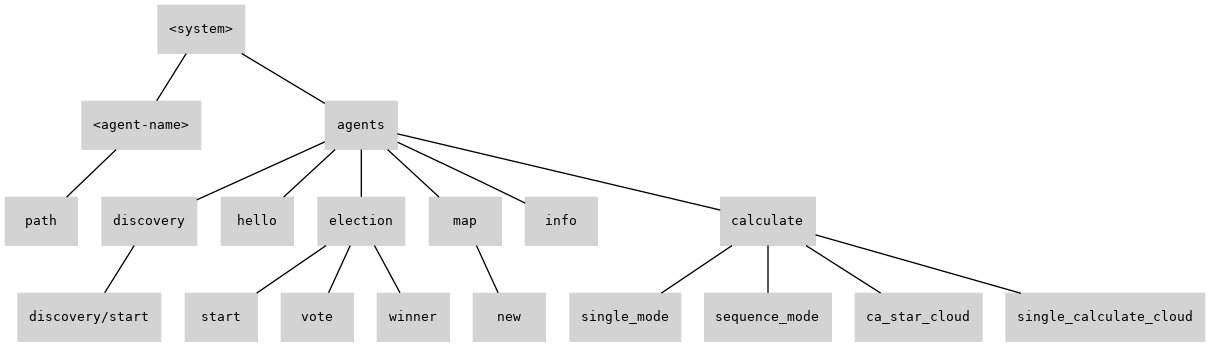 <system>
<agent-name>
agents
path
discovery
hello
election
map
info
calculate
discovery/start
start
vote
winner
new
single_mode
sequence_mode
ca_star_cloud
single_calculate_cloud